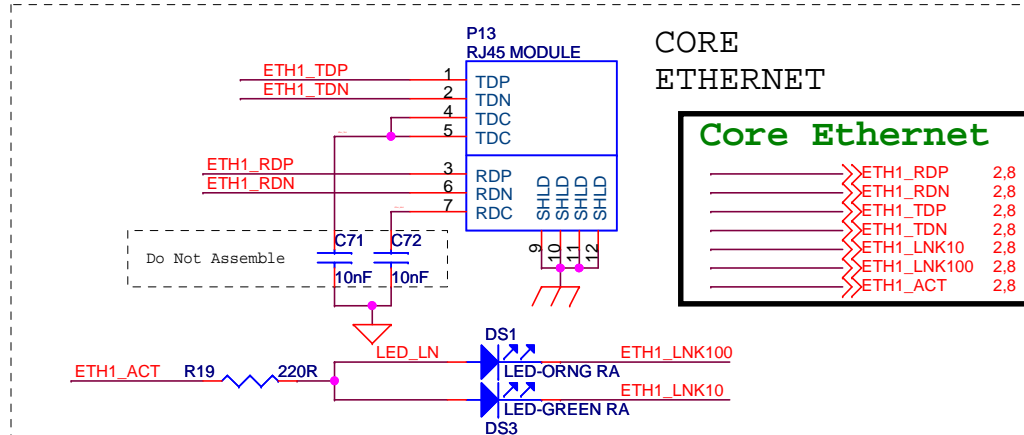 P13
RJ45 MODULE
CORE
ETHERNET
ETH1_TDP 1 TDP
ETH1_TDN 2 TDN
4 TDC
5 TDC
ETH1_RDP 3 RDP
ETH1_RDN 6 RDN
7 RDC
SHLD SHLD SHLD SHLD
9 10 11 12
Core Ethernet
ETH1_RDP 2,8
ETH1_RDN 2,8
ETH1_TDP 2,8
ETH1_TDN 2,8
ETH1_LNK10 2,8
ETH1_LNK100 2,8
ETH1_ACT 2,8
C71 C72
Do Not Assemble
10nF 10nF
DS1
LED_LN ETH1_LNK100
LED-ORNG RA
ETH1_ACT R19 220R
ETH1_LNK10
LED-GREEN RA
DS3